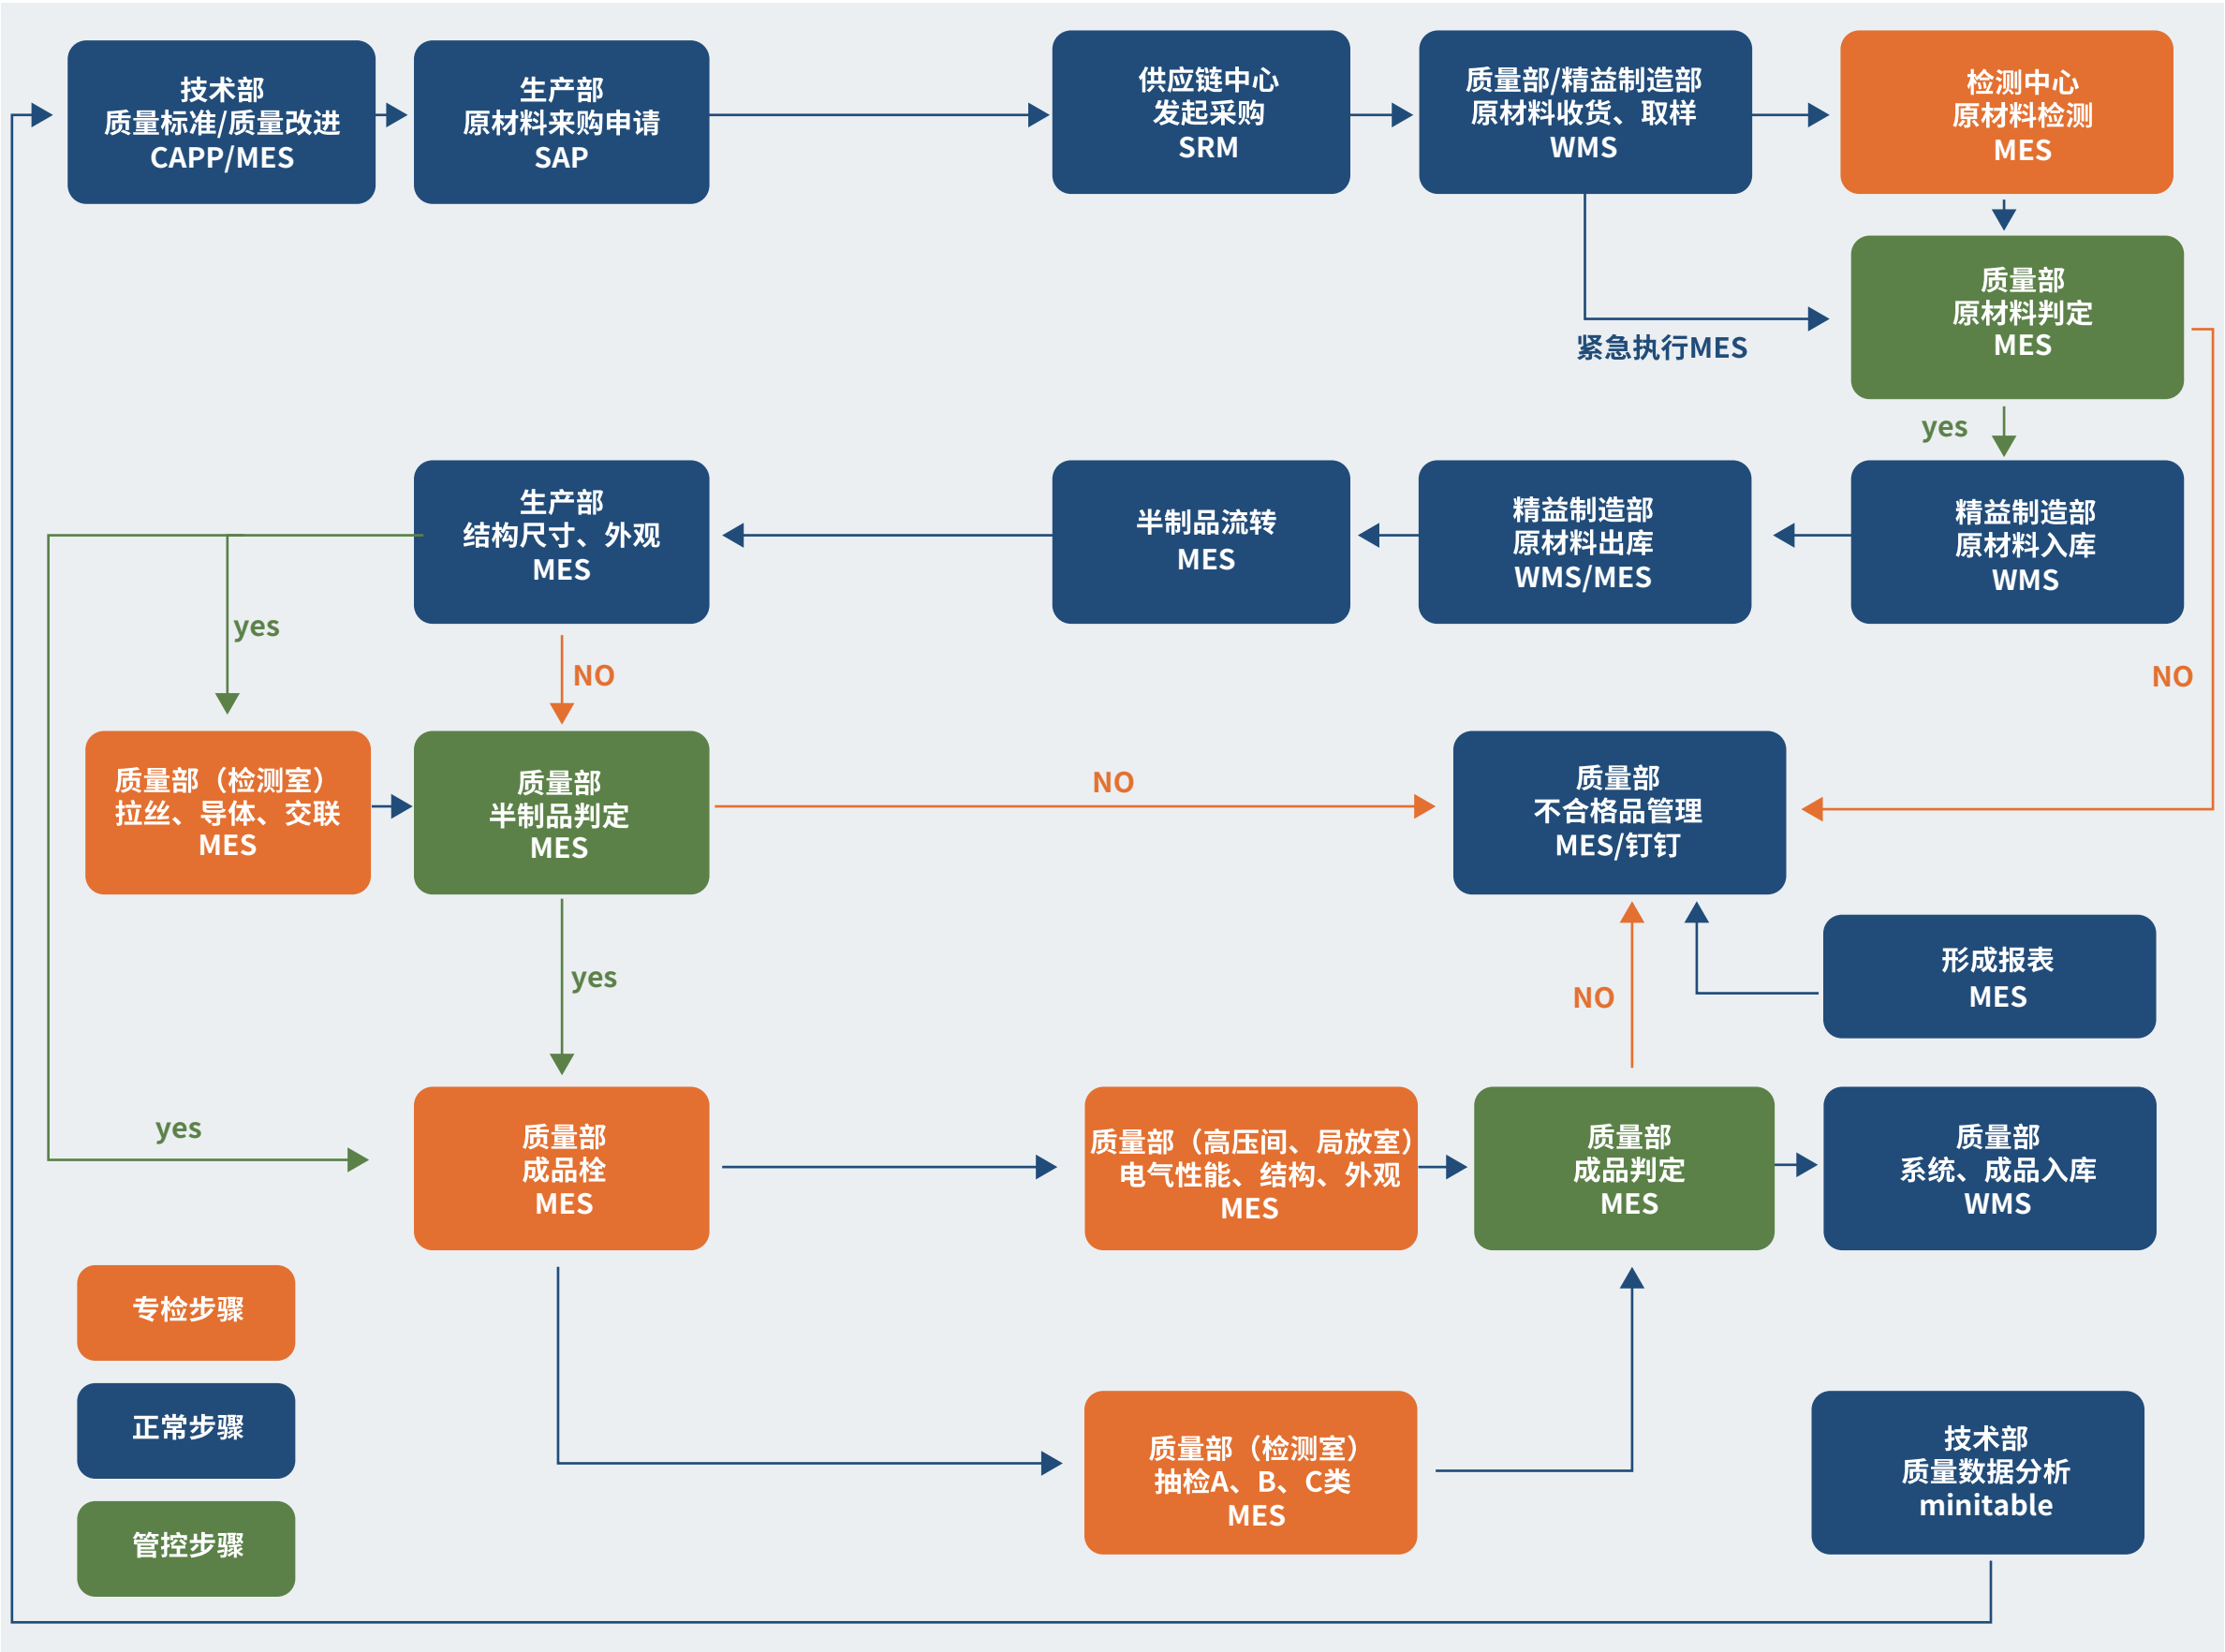 技术部
质量标准/质量改进
CAPP/MES
生产部
原材料来购申请
SAP
供应链中心
发起采购
SRM
质量部/精益制造部
原材料收货、取样
WMS
检测中心
原材料检测
MES
质量部
原材料判定
MES
紧急执行MES
yes
生产部
结构尺寸、外观
MES
半制品流转
MES
精益制造部
原材料出库
WMS/MES
精益制造部
原材料入库
WMS
yes
NO
NO
质量部（检测室）
拉丝、导体、交联
MES
质量部
半制品判定
MES
NO
质量部
不合格品管理
MES/钉钉
yes
NO
形成报表
MES
yes
质量部
成品栓
MES
质量部（高压间、局放室）
电气性能、结构、外观
MES
质量部
成品判定
MES
质量部
系统、成品入库
WMS
专检步骤
正常步骤
管控步骤
质量部（检测室）
抽检A、B、C类
MES
技术部
质量数据分析
minitable